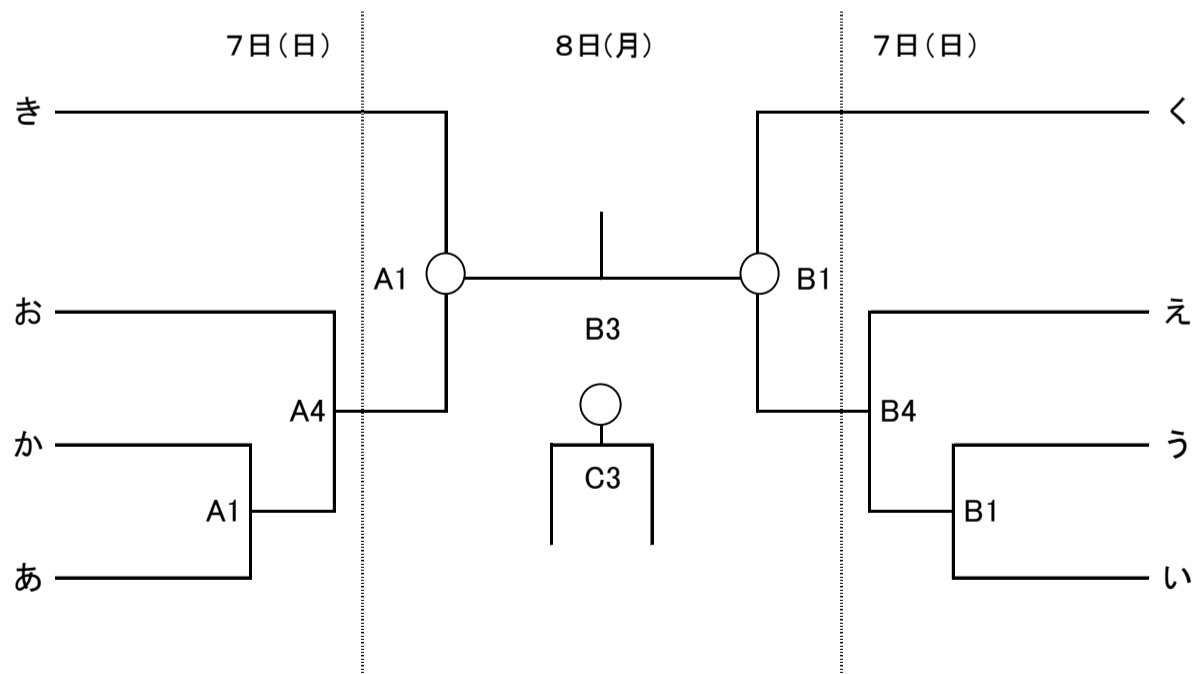 ７日(日) ８日(月) ７日(日)
き く
A1 B1
お え
B3
A4 B4
か う
C3
A1 B1
あ い